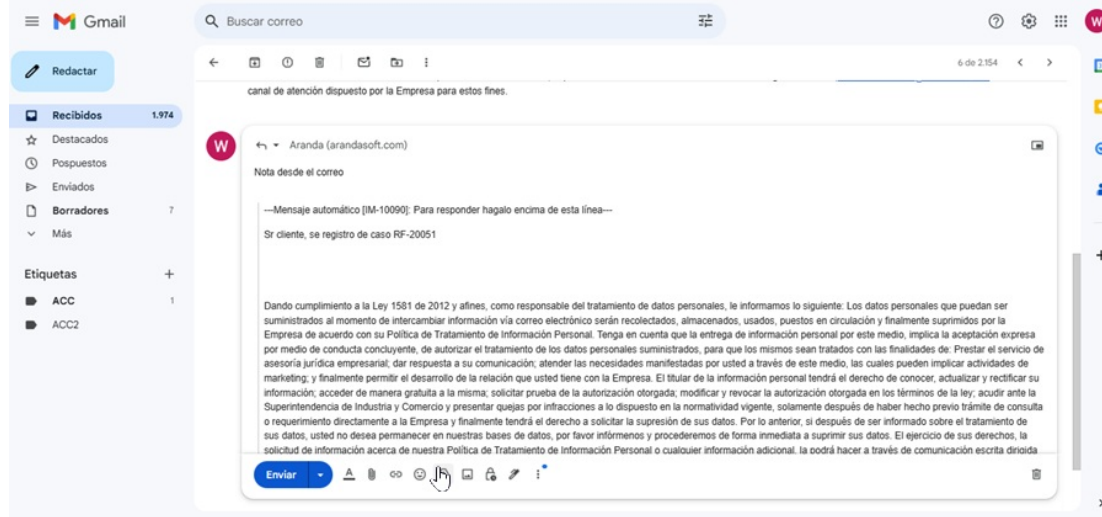 Gmail
Buscar correo
W
Redactar
6 de 2.154
canal de atención dispuesto por la Empresa para estos fines.
Recibidos 1.974
Destacados
Pospuestos
Enviados
Borradores 7
Más
Etiquetas +
ACC 1
ACC2
W
Aranda (arandasoft.com)
Nota desde el correo
---Mensaje automático [IM-10090]: Para responder hagalo encima de esta línea---
Sr cliente, se registro de caso RF-20051
Dando cumplimiento a la Ley 1581 de 2012 y afines, como responsable del tratamiento de datos personales, le informamos lo siguiente: Los datos personales que puedan ser
suministrados al momento de intercambiar información vía correo electrónico serán recolectados, almacenados, usados, puestos en circulación y finalmente suprimidos por la
Empresa de acuerdo con su Política de Tratamiento de Información Personal. Tenga en cuenta que la entrega de información personal por este medio, implica la aceptación expresa
por medio de conducta concluyente, de autorizar el tratamiento de los datos personales suministrados, para que los mismos sean tratados con las finalidades de: Prestar el servicio de
asesoría jurídica empresarial; dar respuesta a su comunicación; atender las necesidades manifestadas por usted a través de este medio, las cuales pueden implicar actividades de
marketing; y finalmente permitir el desarrollo de la relación que usted tiene con la Empresa. El titular de la información personal tendrá el derecho de conocer, actualizar y rectificar su
información; acceder de manera gratuita a la misma; solicitar prueba de la autorización otorgada; modificar y revocar la autorización otorgada en los términos de la ley; acudir ante la
Superintendencia de Industria y Comercio y presentar quejas por infracciones a lo dispuesto en la normatividad vigente, solamente después de haber hecho previo trámite de consulta
o requerimiento directamente a la Empresa y finalmente tendrá el derecho a solicitar la supresión de sus datos. Por lo anterior, si después de ser informado sobre el tratamiento de
sus datos, usted no desea permanecer en nuestras bases de datos, por favor infórmenos y procederemos de forma inmediata a suprimir sus datos. El ejercicio de sus derechos, la
solicitud de información acerca de nuestra Política de Tratamiento de Información Personal o cualquier información adicional, la podrá hacer a través de comunicación escrita dirigida
Enviar